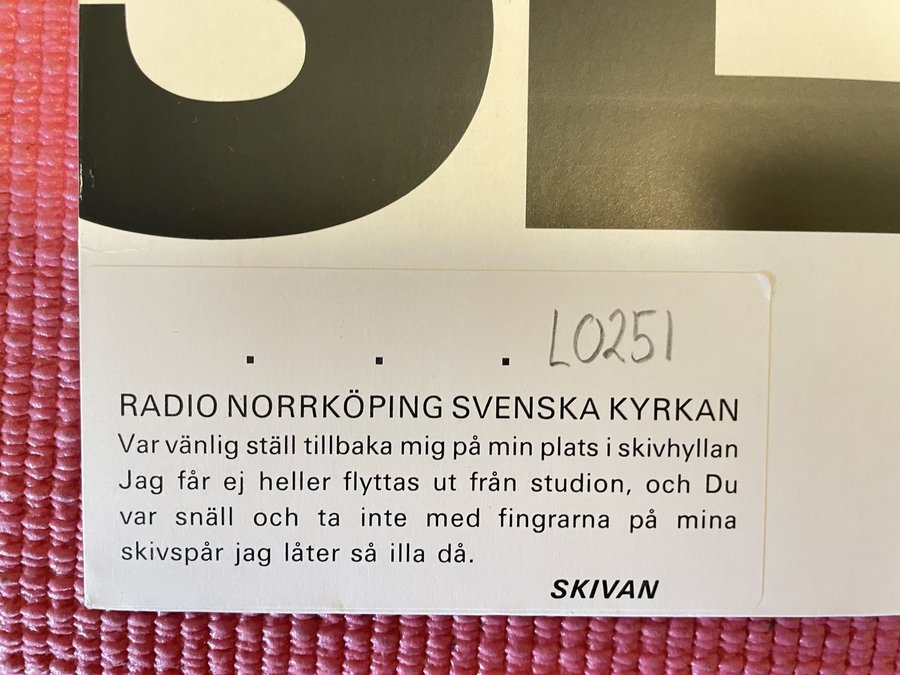 . . . L0251
RADIO NORRKÖPING SVENSKA KYRKAN
Var vänlig ställ tillbaka mig på min plats i skivhyllan
Jag får ej heller flyttas ut från studion, och Du
var snäll och ta inte med fingrarna på mina
skivspår jag låter så illa då.
SKIVAN